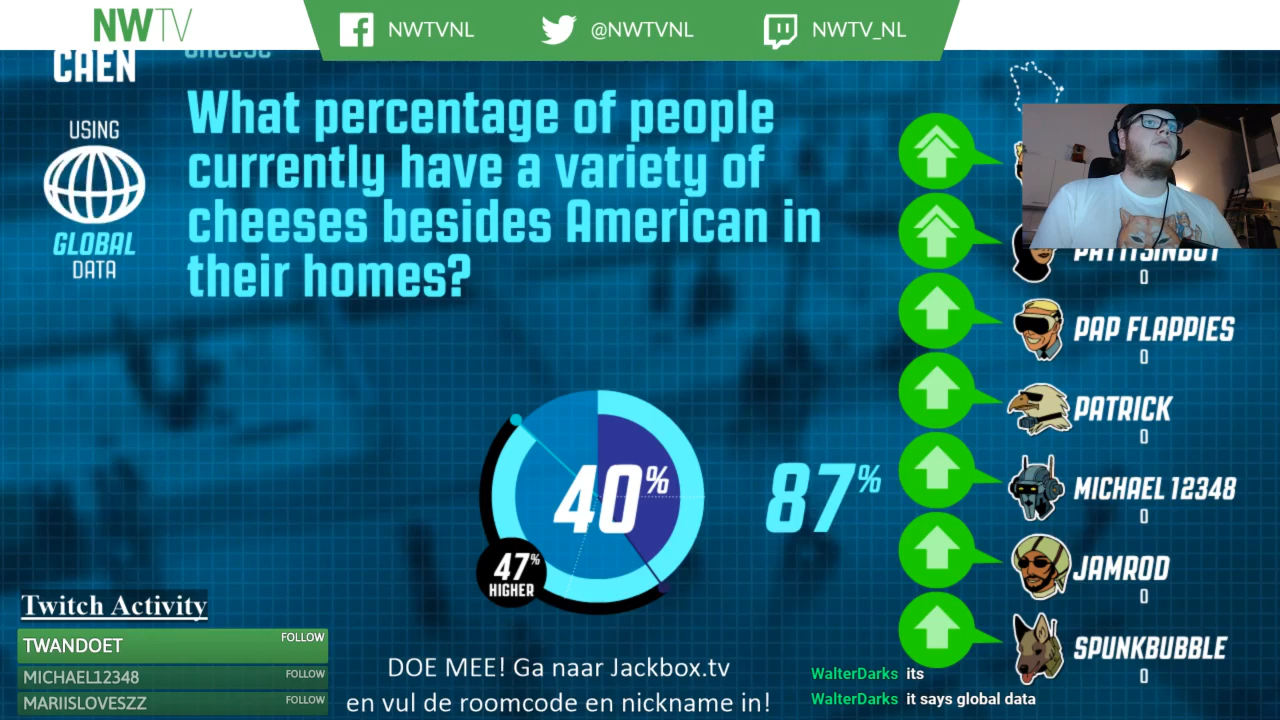 NWTV
NWTVNL
@NWTVNL
NWTV_NL
CAEN
cheese
What percentage of people
currently have a variety of
cheeses besides American in
their homes?
USING
GLOBAL
DATA
40%
87%
47%
HIGHER
PATTYSINBUT
0
PAP FLAPPIES
0
PATRICK
0
MICHAEL 12348
0
JAMROD
0
SPUNKBUBBLE
0
Twitch Activity
TWANDOET FOLLOW
MICHAEL12348 FOLLOW
MARIISLOVESZZ FOLLOW
DOE MEE! Ga naar Jackbox.tv
en vul de roomcode en nickname in!
WalterDarks its
WalterDarks it says global data